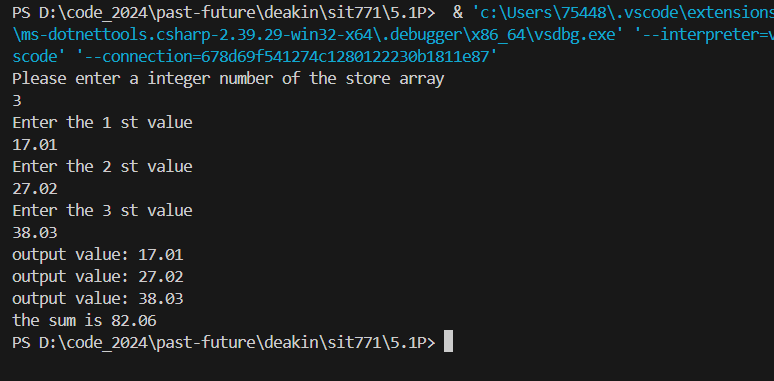 PS D:\code_2024\past-future\deakin\sit771\5.1P>  & 'c:\Users\75448\.vscode\extensions
\ms-dotnettools.csharp-2.39.29-win32-x64\.debugger\x86_64\vsdbg.exe' '--interpreter=v
scode' '--connection=678d69f541274c1280122230b1811e87'
Please enter a integer number of the store array
3
Enter the 1 st value
17.01
Enter the 2 st value
27.02
Enter the 3 st value
38.03
output value: 17.01
output value: 27.02
output value: 38.03
the sum is 82.06
PS D:\code_2024\past-future\deakin\sit771\5.1P>